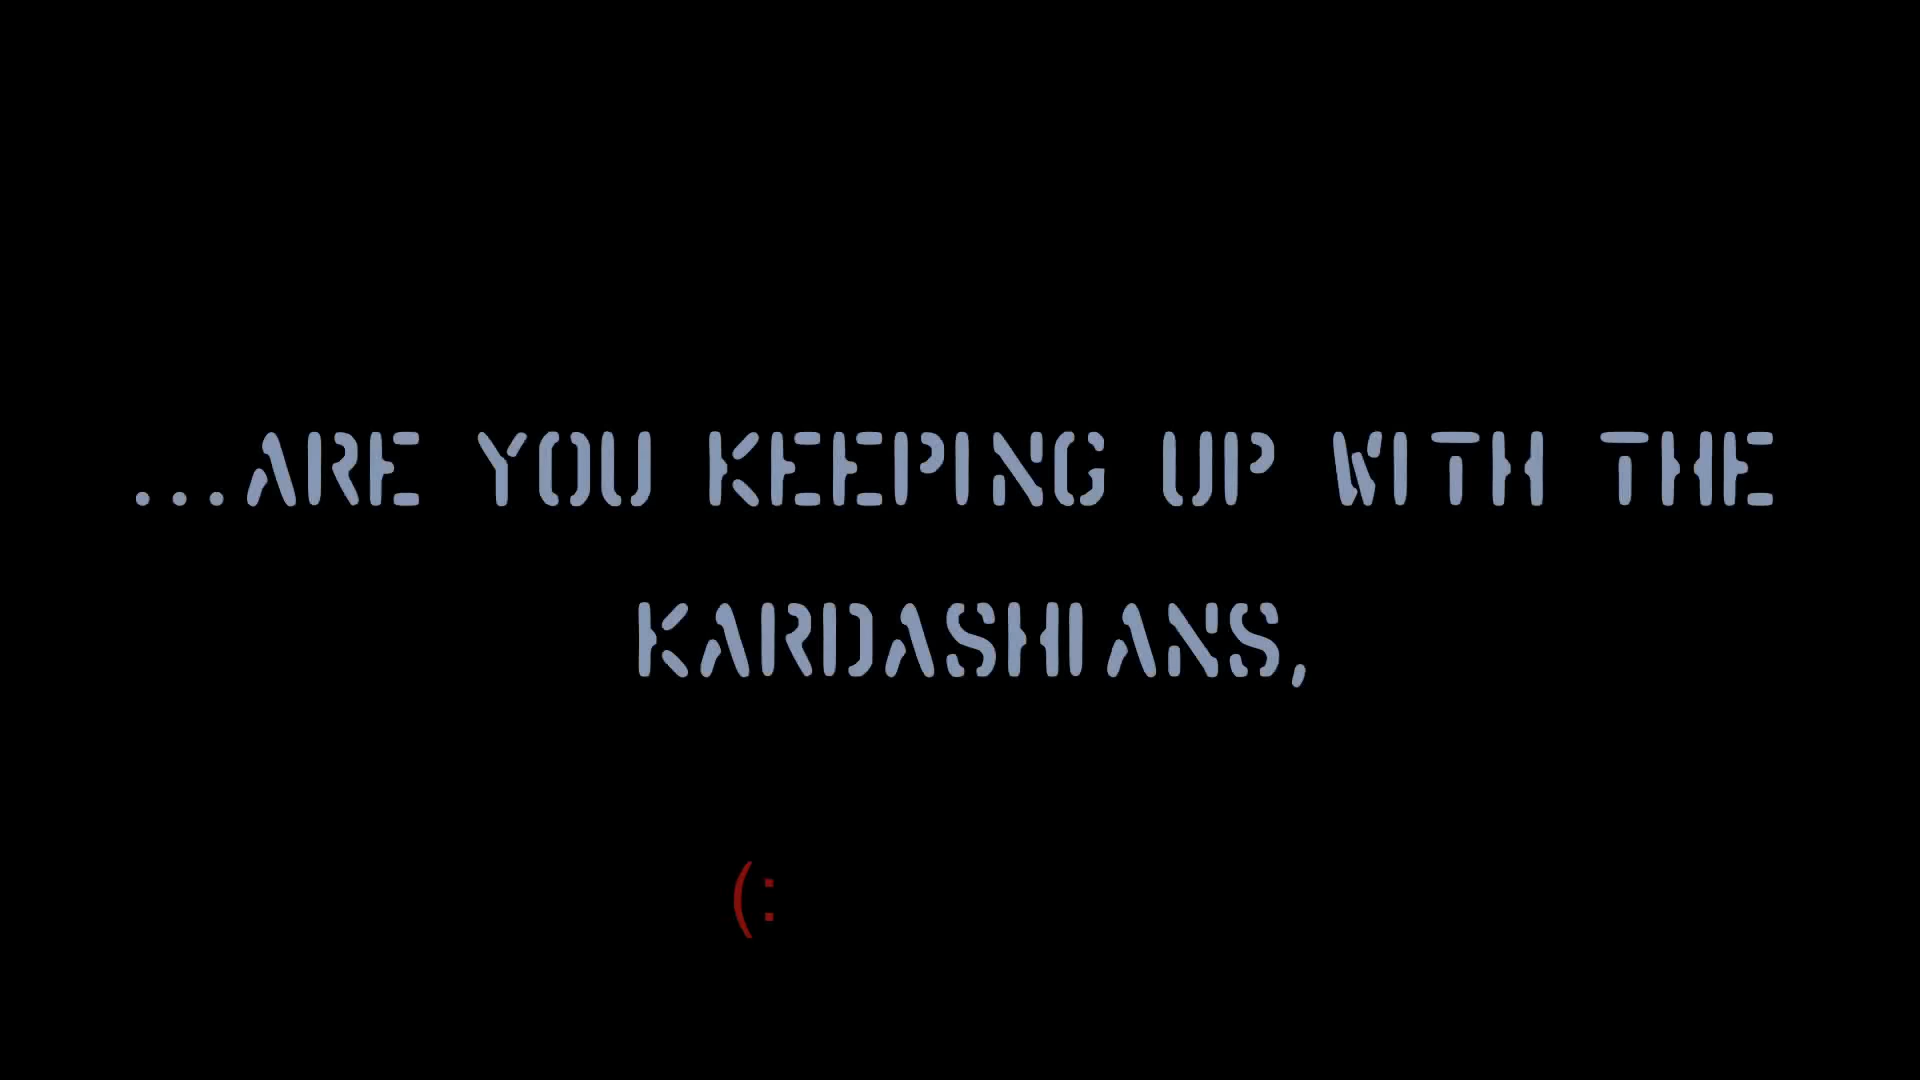 ...ARE YOU KEEPING UP WITH THE
KARDASHIANS,
(: